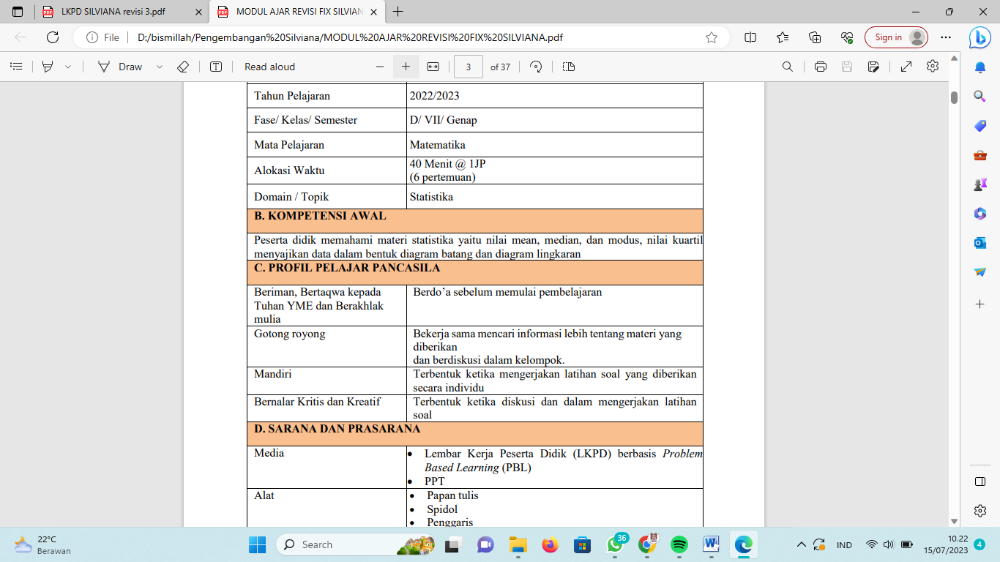 LKPD SILVIANA revisi 3.pdf
MODUL AJAR REVISI FIX SILVIAN
File D:/bismillah/Pengembangan%20Silviana/MODUL%20AJAR%20REVISI%20FIX%20SILVIANA.pdf
Sign in
Draw
Read aloud
3 of 37
Tahun Pelajaran 2022/2023
Fase/ Kelas/ Semester D/ VII/ Genap
Mata Pelajaran Matematika
Alokasi Waktu 40 Menit @ 1JP
(6 pertemuan)
Domain / Topik Statistika
B. KOMPETENSI AWAL
Peserta didik memahami materi statistika yaitu nilai mean, median, dan modus, nilai kuartil
menyajikan data dalam bentuk diagram batang dan diagram lingkaran
C. PROFIL PELAJAR PANCASILA
Beriman, Bertaqwa kepada Berdo’a sebelum memulai pembelajaran
Tuhan YME dan Berakhlak
mulia
Gotong royong Bekerja sama mencari informasi lebih tentang materi yang
diberikan
dan berdiskusi dalam kelompok.
Mandiri Terbentuk ketika mengerjakan latihan soal yang diberikan
secara individu
Bernalar Kritis dan Kreatif Terbentuk ketika diskusi dan dalam mengerjakan latihan
soal
D. SARANA DAN PRASARANA
Media • Lembar Kerja Peserta Didik (LKPD) berbasis Problem
Based Learning (PBL)
• PPT
Alat • Papan tulis
• Spidol
• Penggaris
22°C
Berawan
Search
36
IND
10.22
15/07/2023
4